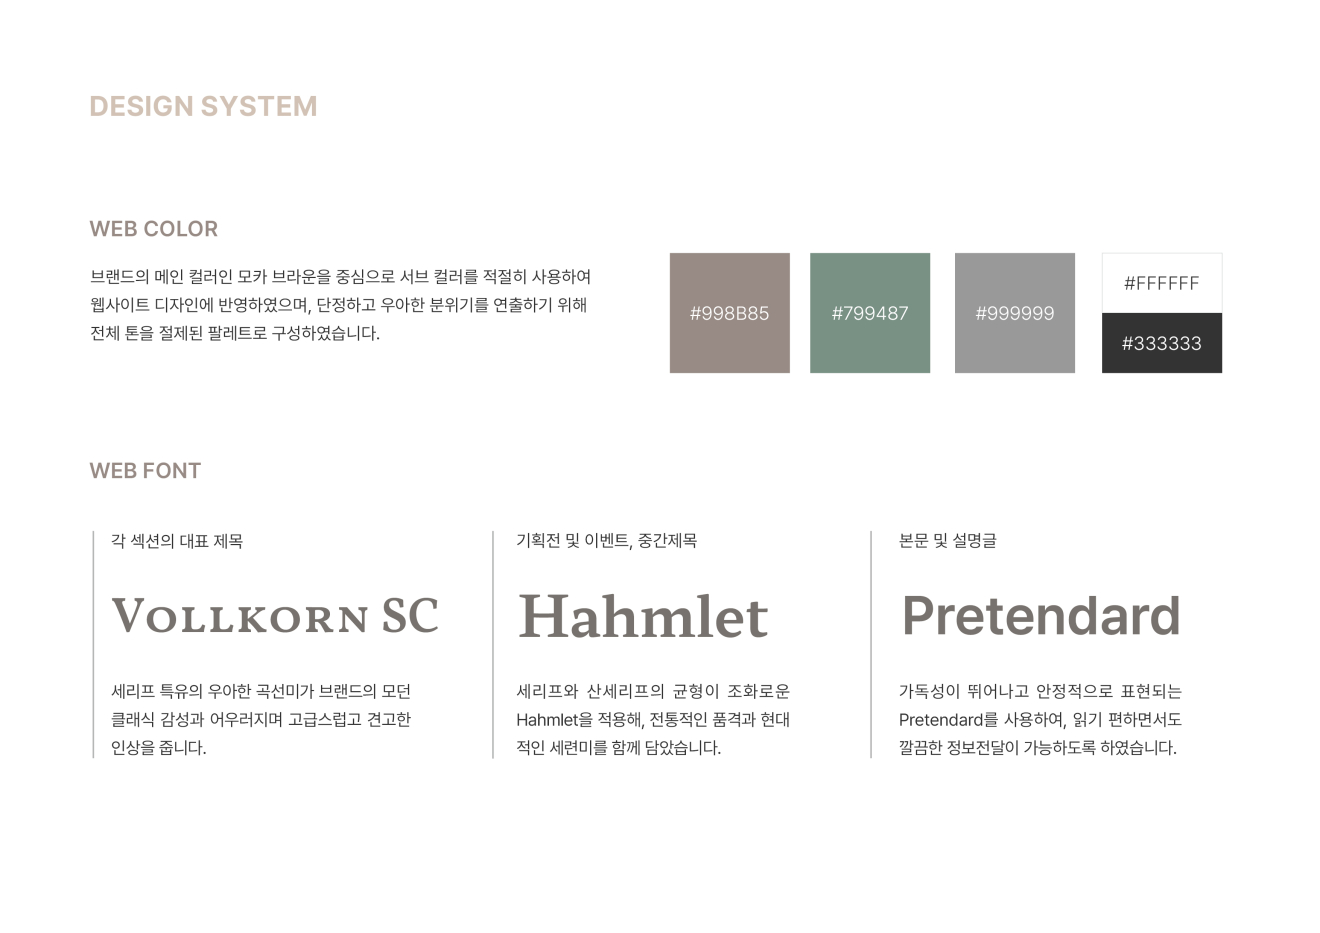 DESIGN SYSTEM
WEB COLOR
브랜드의 메인 컬러인 모카 브라운을 중심으로 서브 컬러를 적절히 사용하여
웹사이트 디자인에 반영하였으며, 단정하고 우아한 분위기를 연출하기 위해
전체 톤을 절제된 팔레트로 구성하였습니다.
#998B85
#799487
#999999
#FFFFFF
#333333
WEB FONT
각 섹션의 대표 제목
VOLLKORN SC
세리프 특유의 우아한 곡선미가 브랜드의 모던
클래식 감성과 어우러지며 고급스럽고 견고한
인상을 줍니다.
기획전 및 이벤트, 중간제목
Hahmlet
세리프와 산세리프의 균형이 조화로운
Hahmlet을 적용해, 전통적인 품격과 현대
적인 세련미를 함께 담았습니다.
본문 및 설명글
Pretendard
가독성이 뛰어나고 안정적으로 표현되는
Pretendard를 사용하여, 읽기 편하면서도
깔끔한 정보전달이 가능하도록 하였습니다.